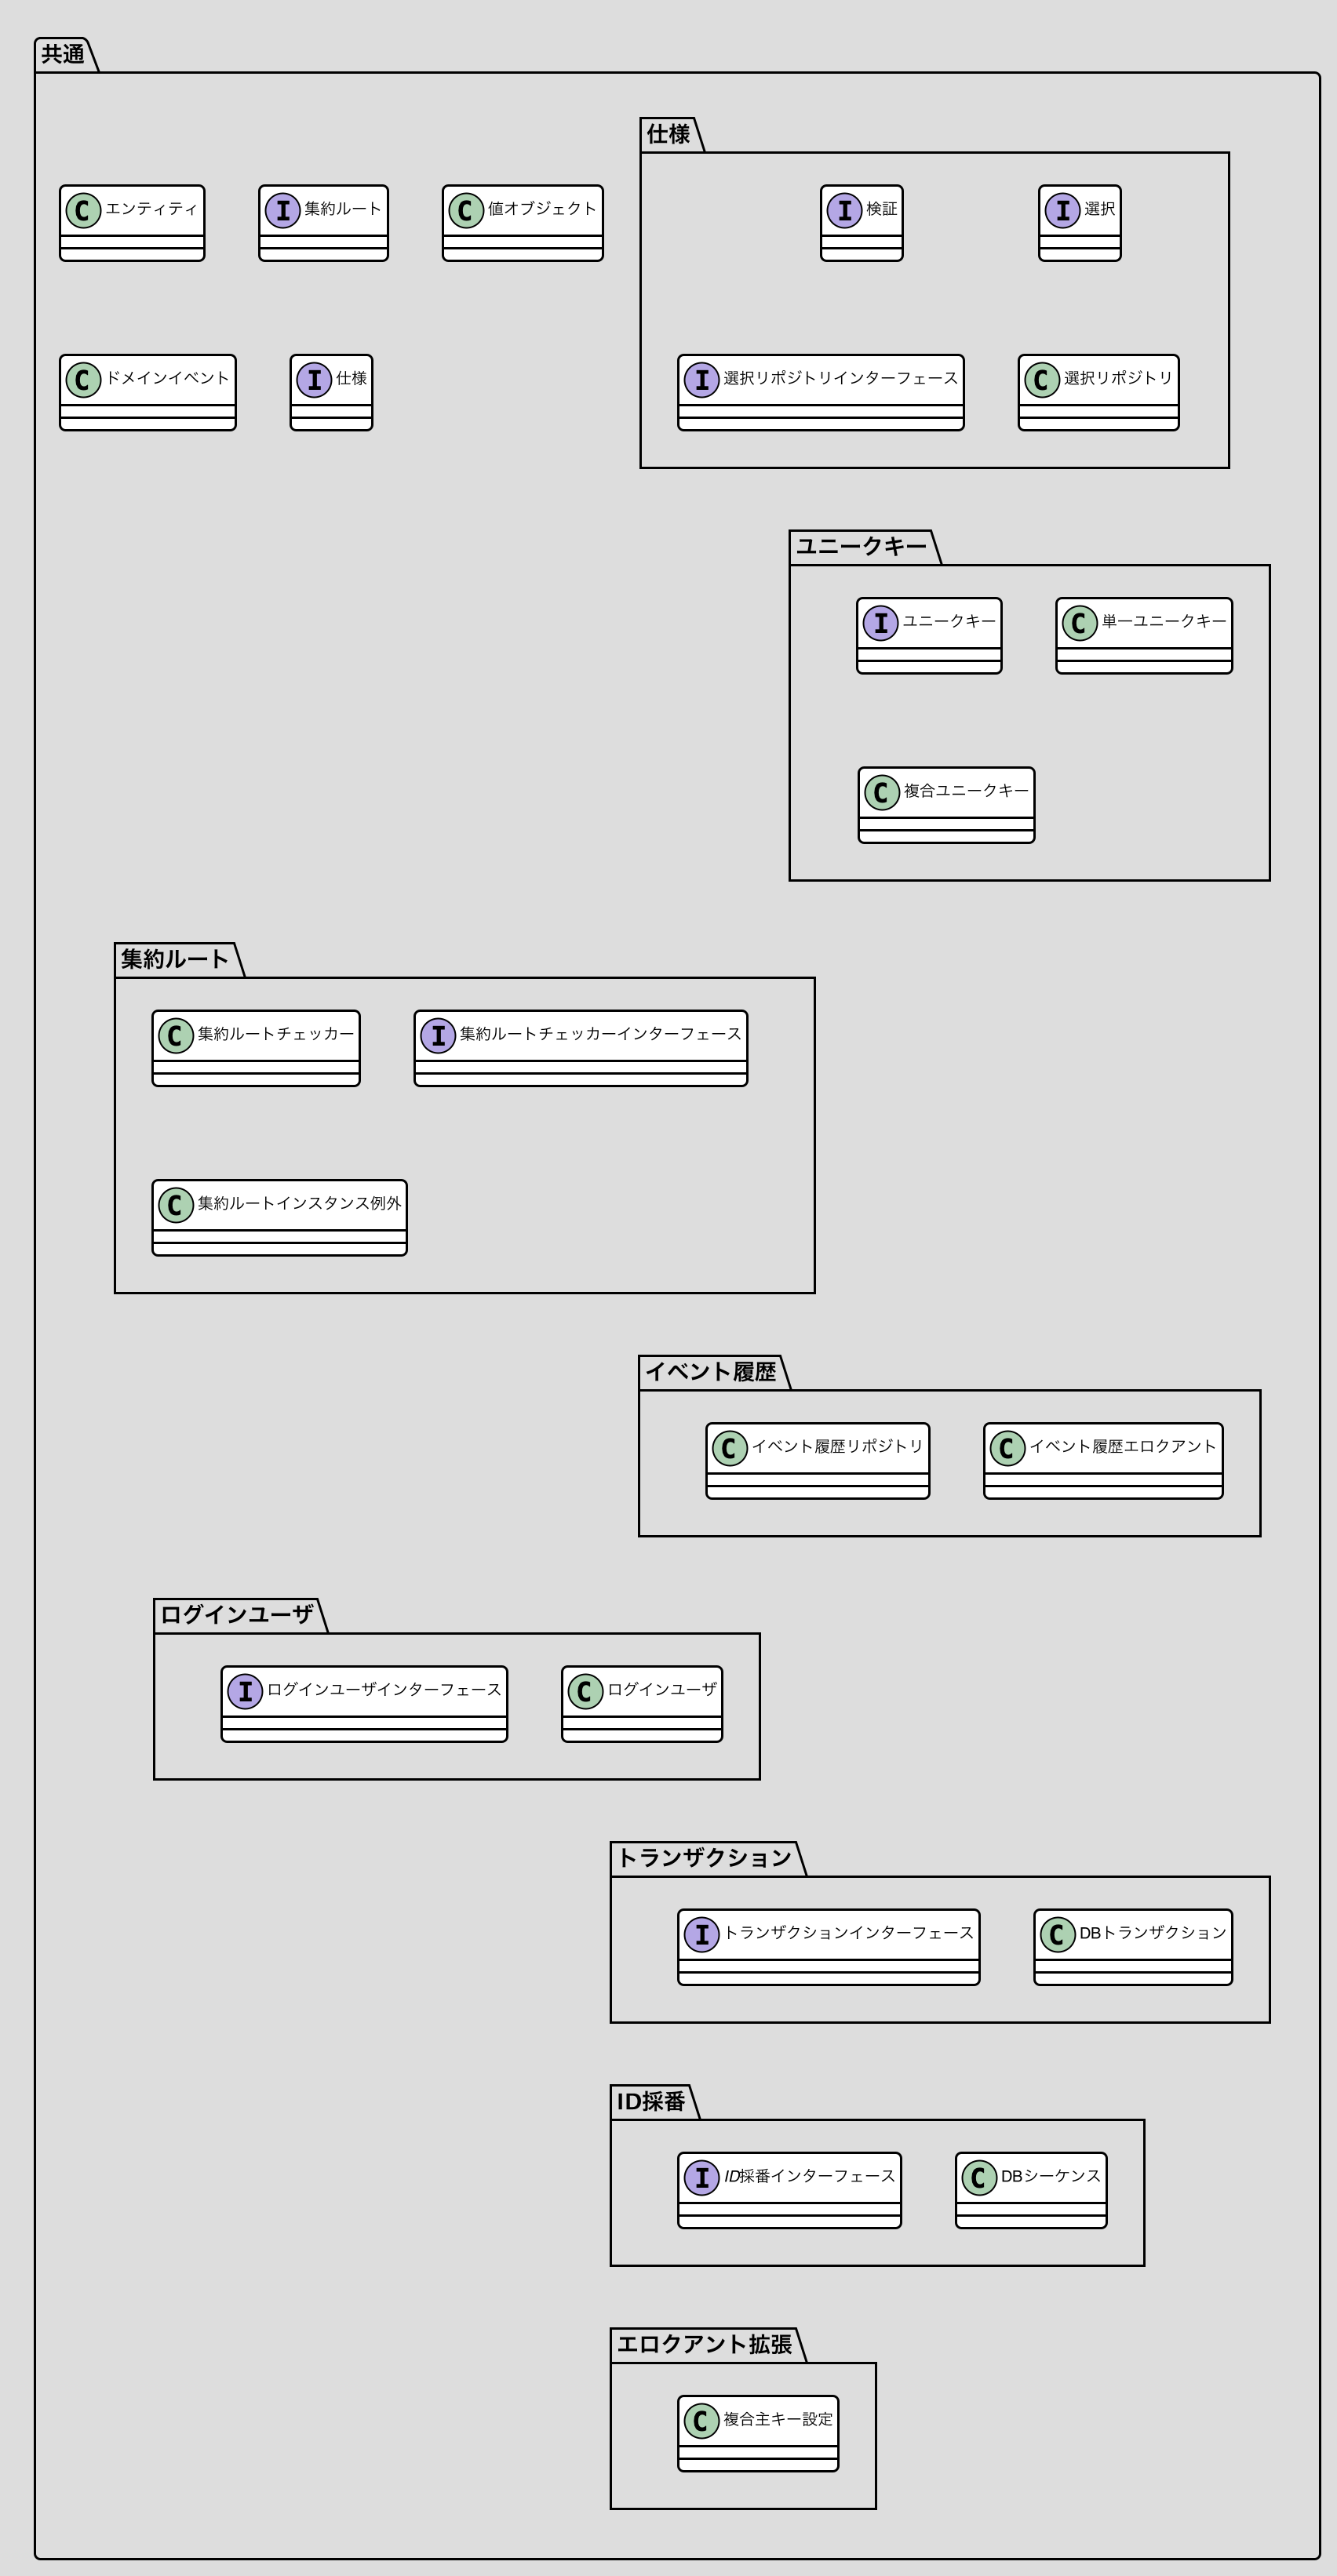 共通
仕様
C エンティティ
I 集約ルート
C 値オブジェクト
I 検証
I 選択
C ドメインイベント
I 仕様
I 選択リポジトリインターフェース
C 選択リポジトリ
ユニークキー
I ユニークキー
C 単一ユニークキー
C 複合ユニークキー
集約ルート
C 集約ルートチェッカー
I 集約ルートチェッカーインターフェース
C 集約ルートインスタンス例外
イベント履歴
C イベント履歴リポジトリ
C イベント履歴エロクアント
ログインユーザ
I ログインユーザインターフェース
C ログインユーザ
トランザクション
I トランザクションインターフェース
C DBトランザクション
ID採番
I ID採番インターフェース
C DBシーケンス
エロクアント拡張
C 複合主キー設定